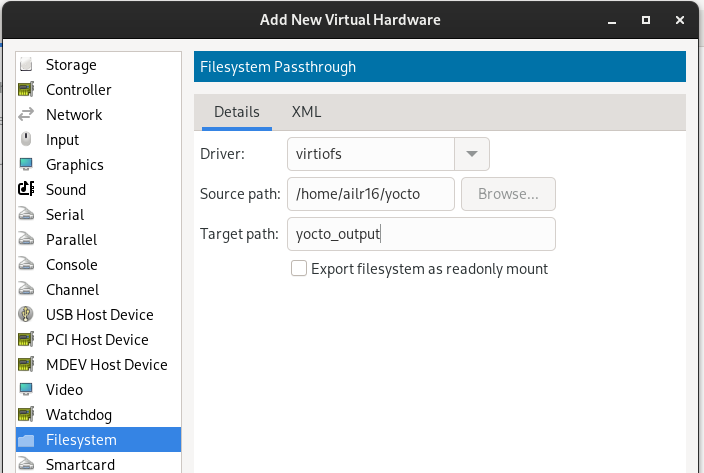 Add New Virtual Hardware
Storage
Controller
Network
Input
Graphics
Sound
Serial
Parallel
Console
Channel
USB Host Device
PCI Host Device
MDEV Host Device
Video
Watchdog
Filesystem
Smartcard
Filesystem Passthrough
Details XML
Driver: virtiofs
Source path: /home/ailr16/yocto Browse...
Target path: yocto_output
Export filesystem as readonly mount